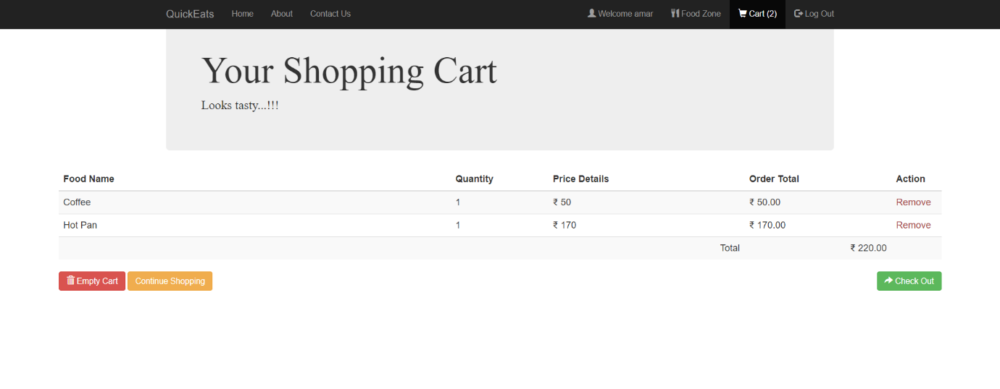 QuickEats Home About Contact Us Welcome amar Food Zone Cart (2) Log Out
Your Shopping Cart
Looks tasty...!!!
Food Name Quantity Price Details Order Total Action
Coffee 1 ₹ 50 ₹ 50.00 Remove
Hot Pan 1 ₹ 170 ₹ 170.00 Remove
Total ₹ 220.00
Empty Cart Continue Shopping Check Out